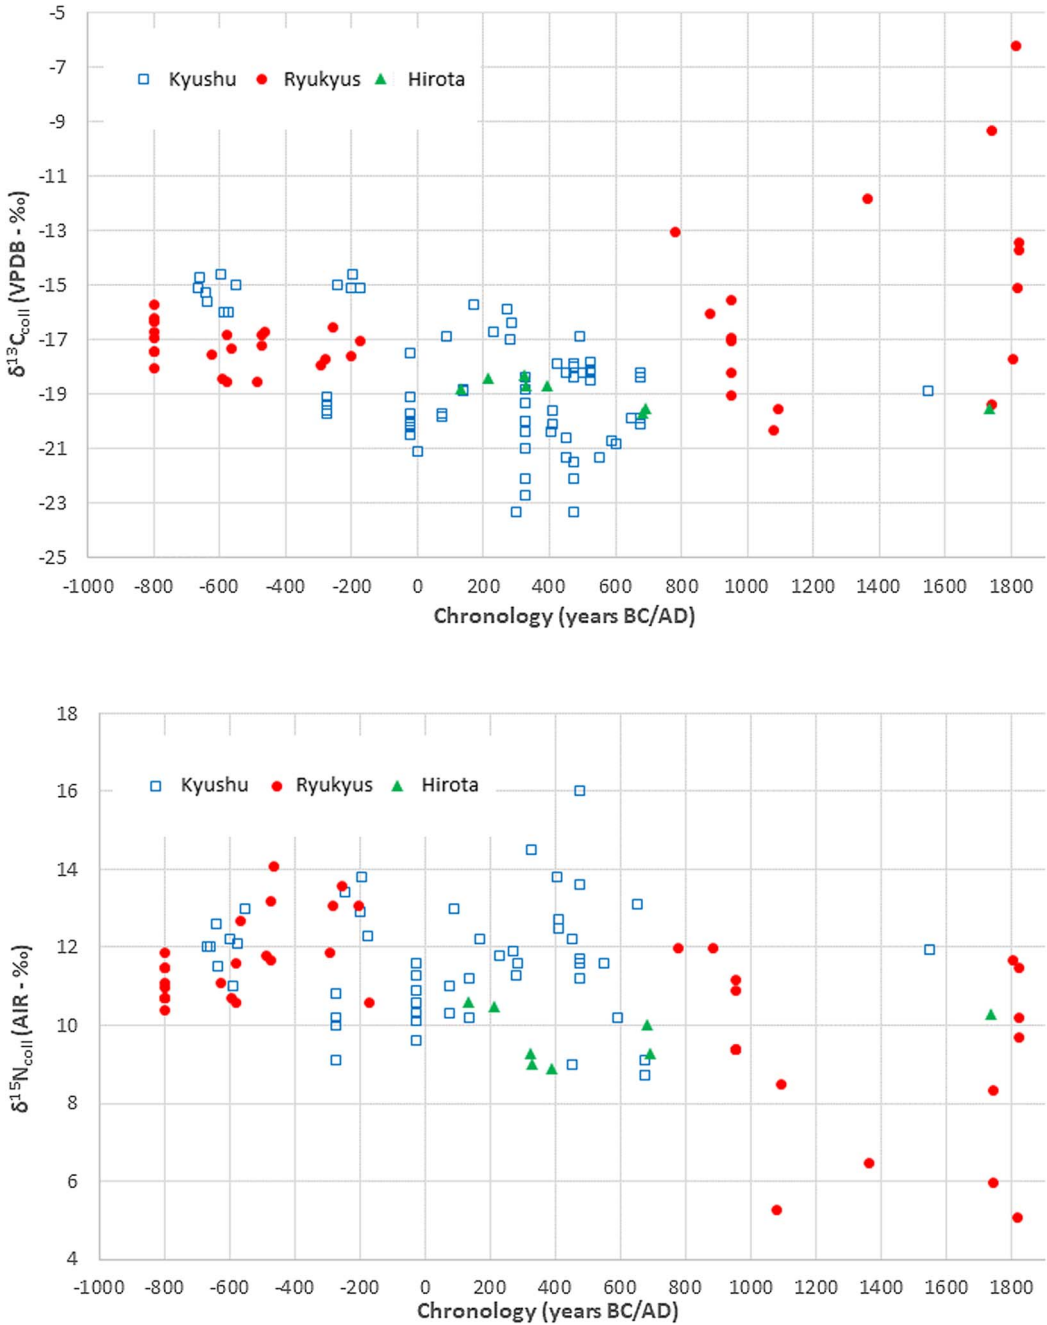 -5
-7
-9
-11
-13
-15
-17
-19
-21
-23
-25
δ13Ccoll (VPDB - ‰)
Kyushu Ryukyus Hirota
-1000 -800 -600 -400 -200 0 200 400 600 800 1000 1200 1400 1600 1800
Chronology (years BC/AD)
18
16
14
12
10
8
6
4
δ15Ncoll (AIR - ‰)
Kyushu Ryukyus Hirota
-1000 -800 -600 -400 -200 0 200 400 600 800 1000 1200 1400 1600 1800
Chronology (years BC/AD)